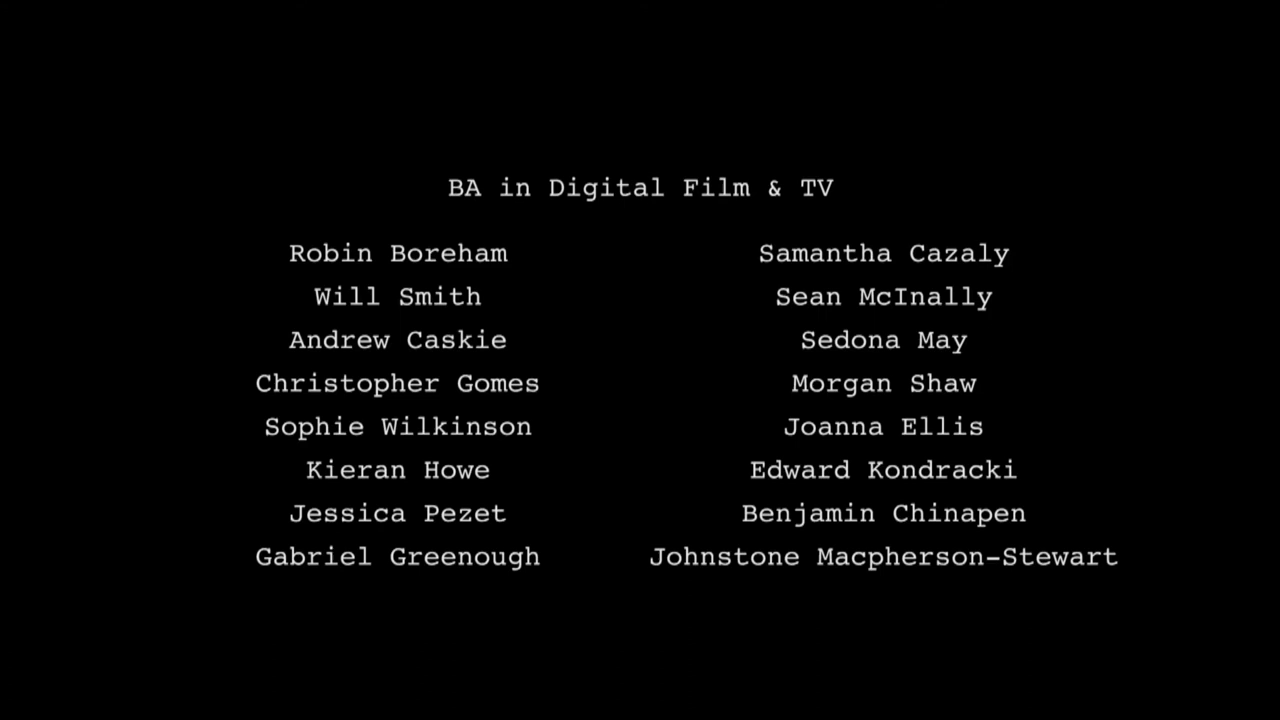 BA in Digital Film & TV
Robin Boreham
Will Smith
Andrew Caskie
Christopher Gomes
Sophie Wilkinson
Kieran Howe
Jessica Pezet
Gabriel Greenough
Samantha Cazaly
Sean McInally
Sedona May
Morgan Shaw
Joanna Ellis
Edward Kondracki
Benjamin Chinapen
Johnstone Macpherson-Stewart